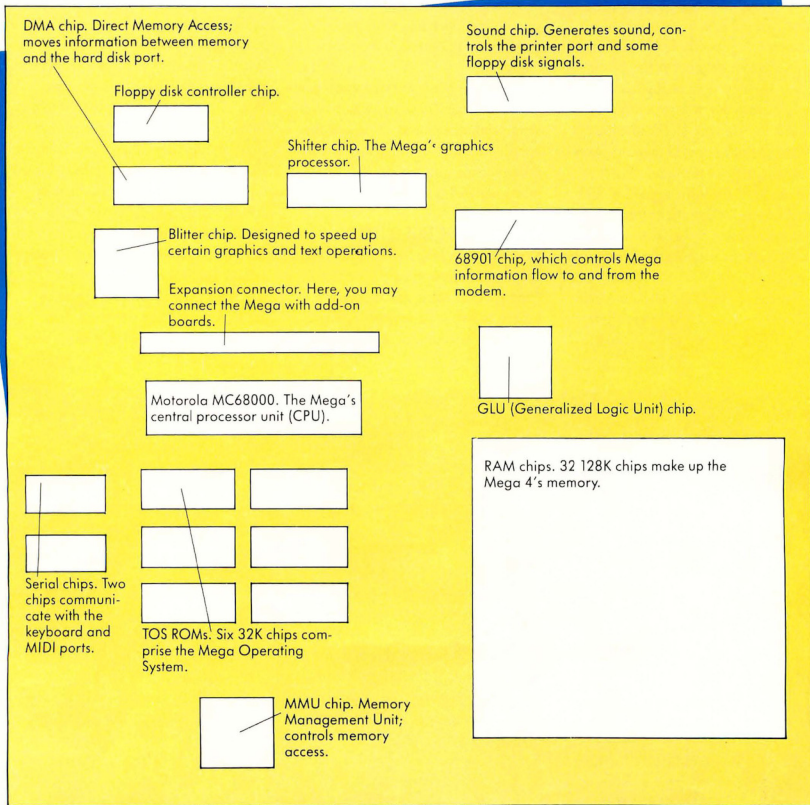 DMA chip. Direct Memory Access;
moves information between memory
and the hard disk port.
Sound chip. Generates sound, con-
trols the printer port and some
floppy disk signals.
Floppy disk controller chip.
Shifter chip. The Mega's graphics
processor.
Blitter chip. Designed to speed up
certain graphics and text operations.
68901 chip, which controls Mega
information flow to and from the
modem.
Expansion connector. Here, you may
connect the Mega with add-on
boards.
Motorola MC68000. The Mega's
central processor unit (CPU).
GLU (Generalized Logic Unit) chip.
RAM chips. 32 128K chips make up the
Mega 4's memory.
Serial chips. Two
chips communi-
cate with the
keyboard and
MIDI ports.
TOS ROMs. Six 32K chips com-
prise the Mega Operating
System.
MMU chip. Memory
Management Unit;
controls memory
access.